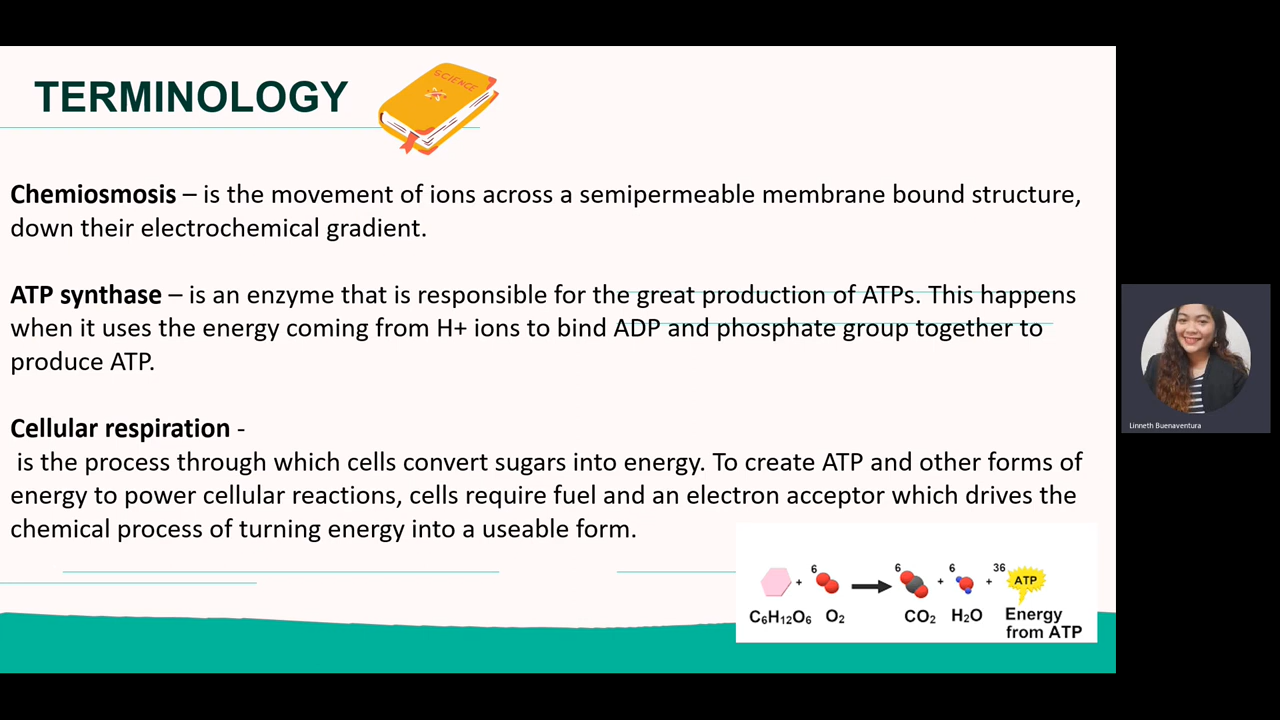 TERMINOLOGY
SCIENCE
Chemiosmosis – is the movement of ions across a semipermeable membrane bound structure,
down their electrochemical gradient.
ATP synthase – is an enzyme that is responsible for the great production of ATPs. This happens
when it uses the energy coming from H+ ions to bind ADP and phosphate group together to
produce ATP.
Cellular respiration -
is the process through which cells convert sugars into energy. To create ATP and other forms of
energy to power cellular reactions, cells require fuel and an electron acceptor which drives the
chemical process of turning energy into a useable form.
+ 6 6 + 6 + 36 ATP
C₆H₁₂O₆ O₂ CO₂ H₂O Energy
from ATP
Linneth Buenaventura